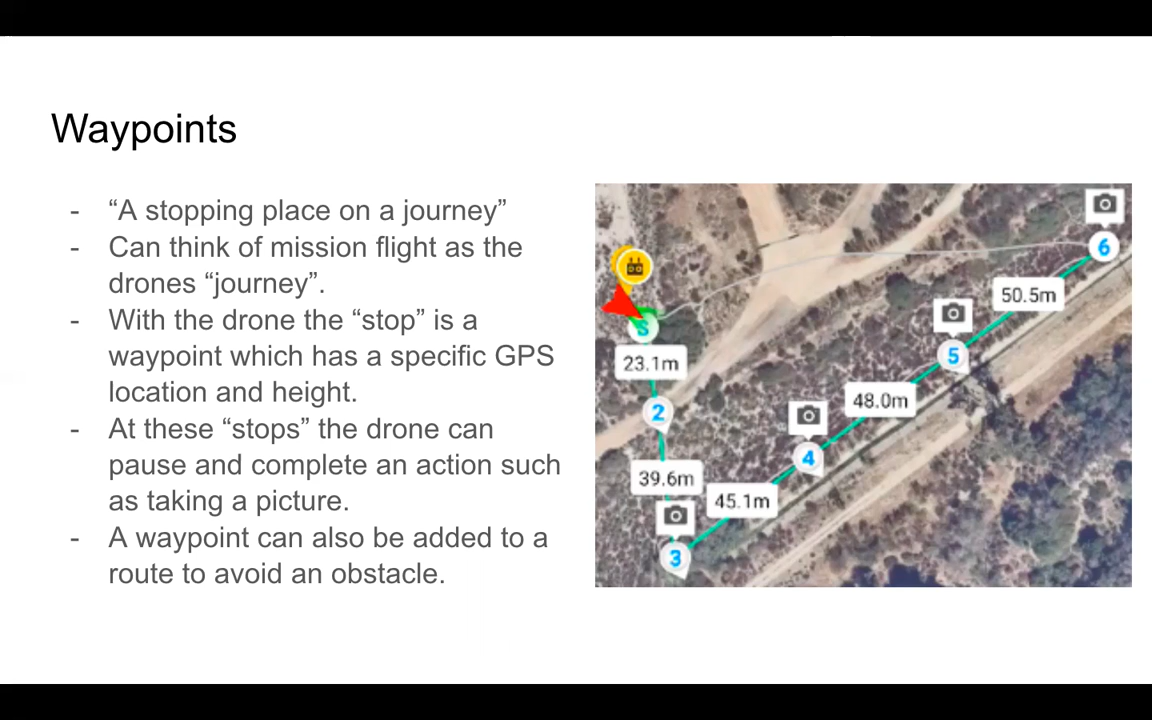 Waypoints
- “A stopping place on a journey”
- Can think of mission flight as the
drones “journey”.
- With the drone the “stop” is a
waypoint which has a specific GPS
location and height.
- At these “stops” the drone can
pause and complete an action such
as taking a picture.
- A waypoint can also be added to a
route to avoid an obstacle.
6
50.5m
S
5
23.1m
48.0m
2
4
39.6m
45.1m
3